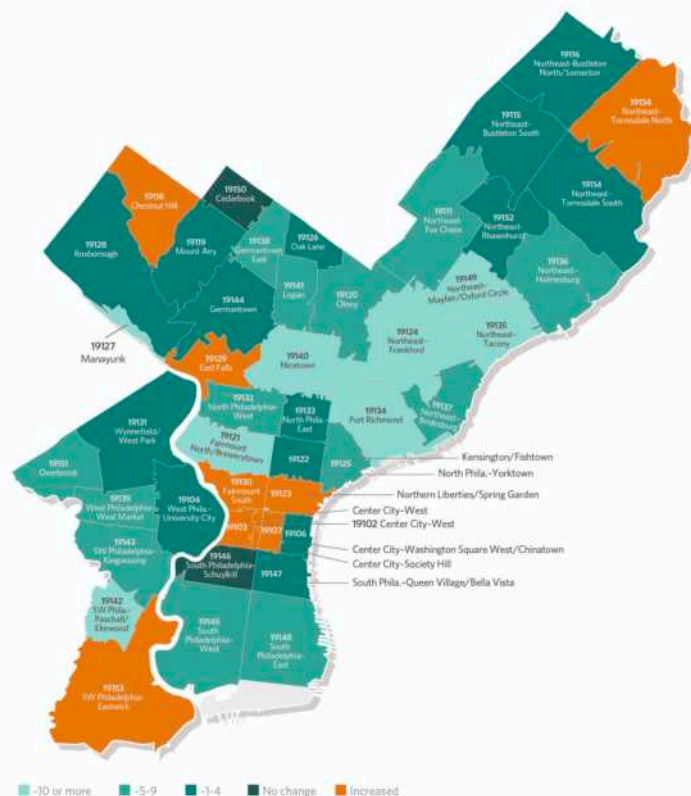 19116
Northeast-Bustleton
North/Somerton
19154
Northeast-
Torresdale North
19115
Northeast-
Bustleton South
19114
Northeast-
Torresdale South
19118
Chestnut Hill
19150
Cedarbook
19111
Northeast-
Fox Chase
19152
Northeast-
Rhawnhurst
19128
Roxborough
19119
Mount Airy
19138
Germantown
East
19126
Oak Lane
19136
Northeast-
Holmesburg
19141
Logan
19120
Olney
19149
Northeast-
Mayfair/Oxford Circle
19144
Germantown
19124
Northeast-
Frankford
19135
Northeast-
Tacony
19127
Manayunk
19129
East Falls
19140
Nicetown
19132
North Philadelphia-
West
19133
North Phila
East
19134
Port Richmond
19137
Northeast-
Bridesburg
19131
Wynnefield/
West Park
19121
Fairmount
North/Brewerytown
19122
19125
Kensington/Fishtown
North Phila.-Yorktown
19151
Overbrook
19139
West Philadelphia-
West Market
19104
West Phila.-
University City
19130
Fairmount
South
19123
Northern Liberties/Spring Garden
Center City-West
19102 Center City-West
19103
19107
19106
Center City-Washington Square West/Chinatown
Center City-Society Hill
19143
SW Philadelphia-
Kingsessing
19146
South Philadelphia-
Schuylkill
19147
South Phila.-Queen Village/Bella Vista
19142
SW Phila.-
Paschall/
Elmwood
19145
South
Philadelphia-
West
19148
South
Philadelphia-
East
19153
SW Philadelphia-
Eastwick
-10 or more
-5-9
-1-4
No change
Increased